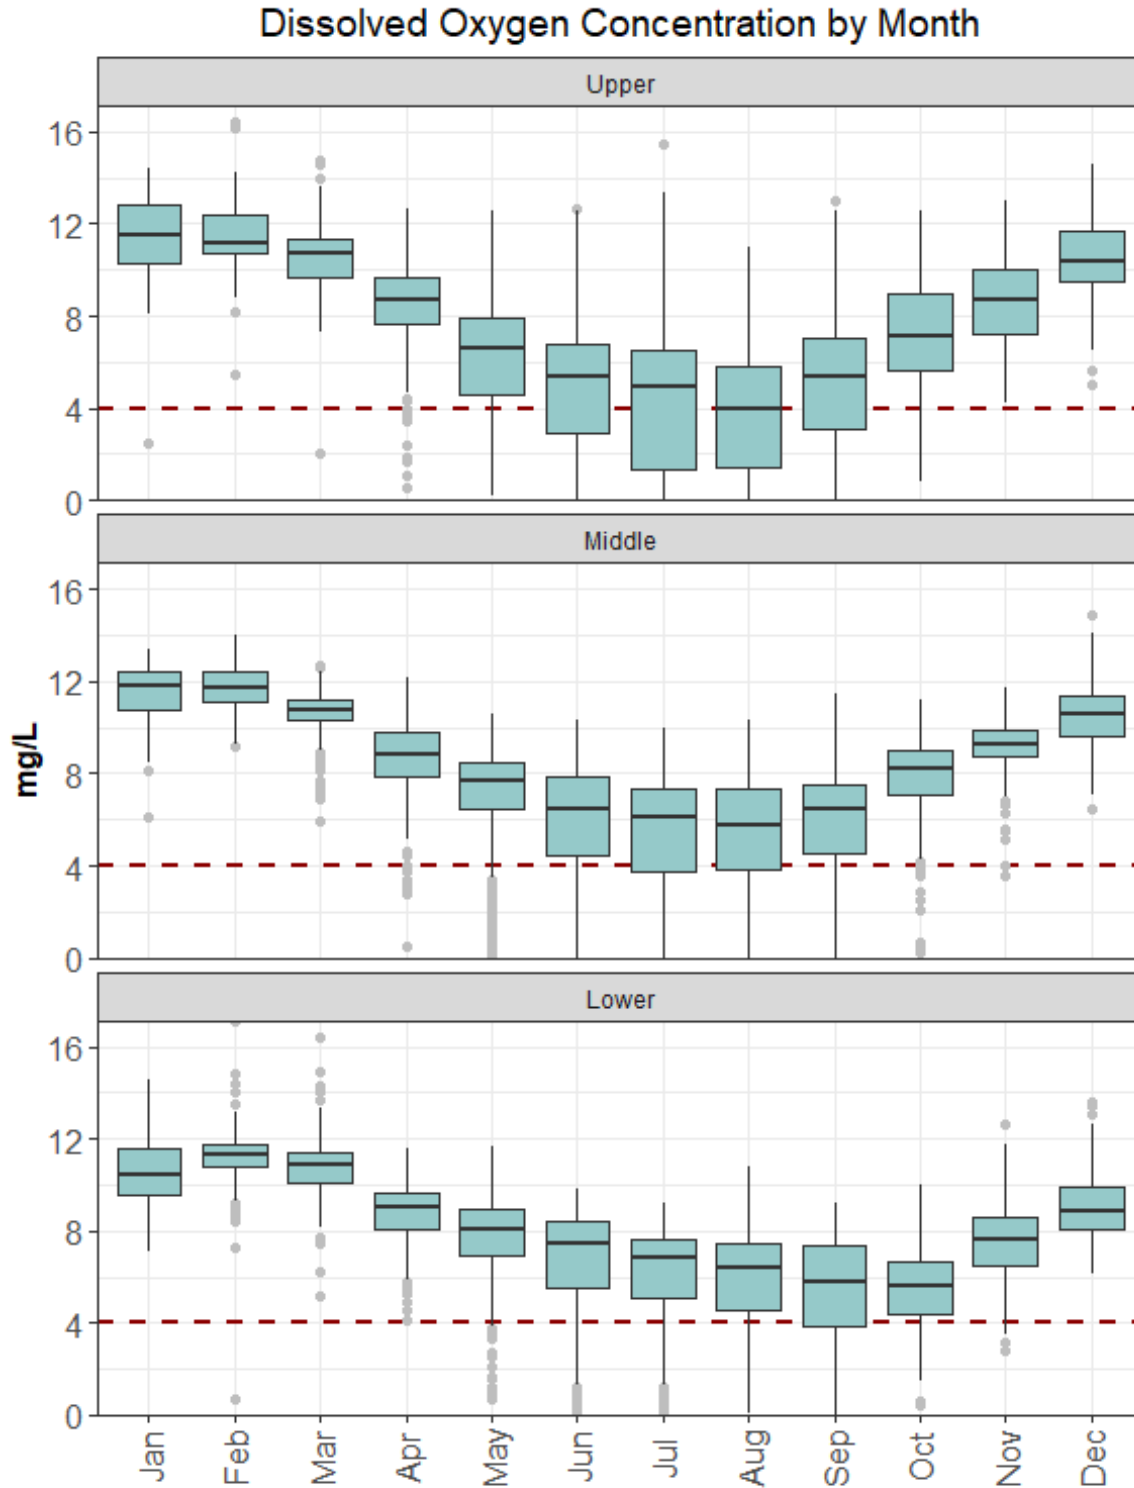 Dissolved Oxygen Concentration by Month
Upper
16
12
8
4
0
Middle
16
12
8
4
0
mg/L
Lower
16
12
8
4
0
Jan Feb Mar Apr May Jun Jul Aug Sep Oct Nov Dec